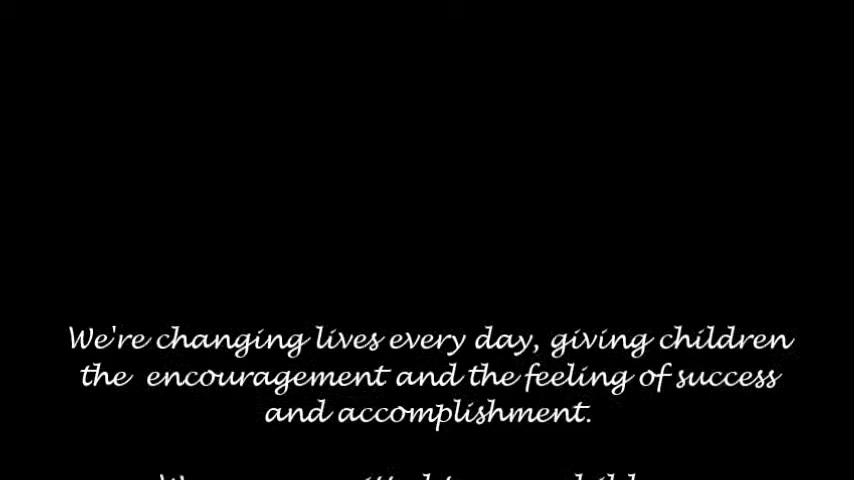 We're changing lives every day, giving children
the encouragement and the feeling of success
and accomplishment.